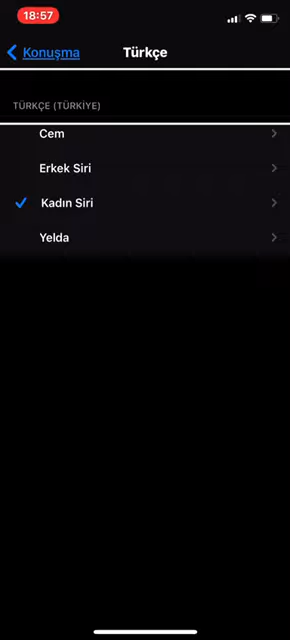 18:57
Konuşma
Türkçe
TÜRKÇE (TÜRKİYE)
Cem
Erkek Siri
Kadın Siri
Yelda